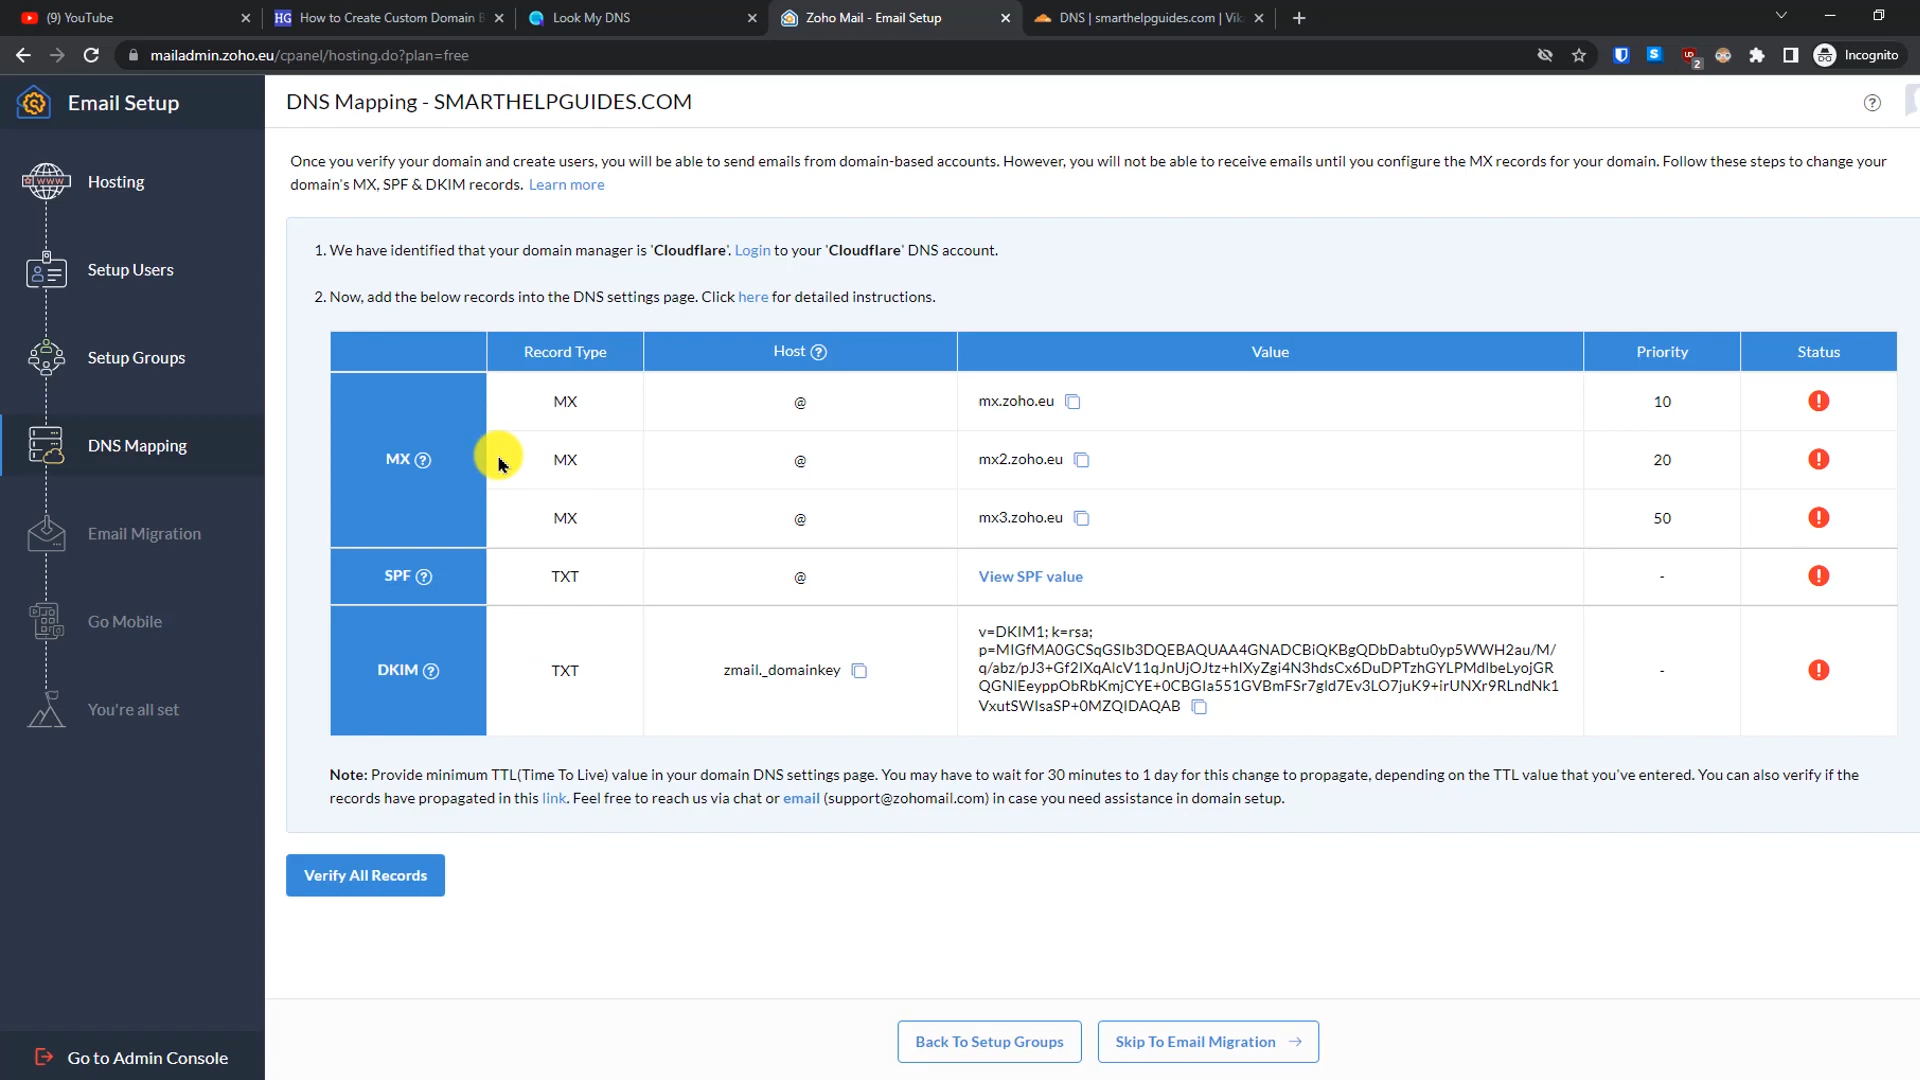 (9) YouTube
HG How to Create Custom Domain B
Look My DNS
Zoho Mail - Email Setup
DNS | smarthelpguides.com | Vik
mailadmin.zoho.eu/cpanel/hosting.do?plan=free
2
Incognito
Email Setup
Hosting
Setup Users
Setup Groups
DNS Mapping
Email Migration
Go Mobile
You're all set
Go to Admin Console
DNS Mapping - SMARTHELPGUIDES.COM
Once you verify your domain and create users, you will be able to send emails from domain-based accounts. However, you will not be able to receive emails until you configure the MX records for your domain. Follow these steps to change your
domain's MX, SPF & DKIM records. Learn more
1. We have identified that your domain manager is 'Cloudflare'. Login to your 'Cloudflare' DNS account.
2. Now, add the below records into the DNS settings page. Click here for detailed instructions.
Record Type Host Value Priority Status
MX
MX @ mx.zoho.eu 10
MX @ mx2.zoho.eu 20
MX @ mx3.zoho.eu 50
SPF TXT @ View SPF value -
DKIM TXT zmail._domainkey -
v=DKIM1; k=rsa;
p=MIGfMA0GCSqGSIb3DQEBAQUAA4GNADCBiQKBgQDbDabtu0yp5WWH2au/M/
q/abz/pJ3+Gf2IXqAlcV11qJnUjOJtz+hIXyZgi4N3hdsCx6DuDPTzhGYLPMdlbeLyojGR
QGNIEeyppObRbKmjCYE+0CBGIa551GVBmFSr7gld7Ev3LO7juK9+irUNXr9RLndNk1
VxutSWIsaSP+0MZQIDAQAB
Note: Provide minimum TTL(Time To Live) value in your domain DNS settings page. You may have to wait for 30 minutes to 1 day for this change to propagate, depending on the TTL value that you've entered. You can also verify if the
records have propagated in this link. Feel free to reach us via chat or email (support@zohomail.com) in case you need assistance in domain setup.
Verify All Records
Back To Setup Groups
Skip To Email Migration